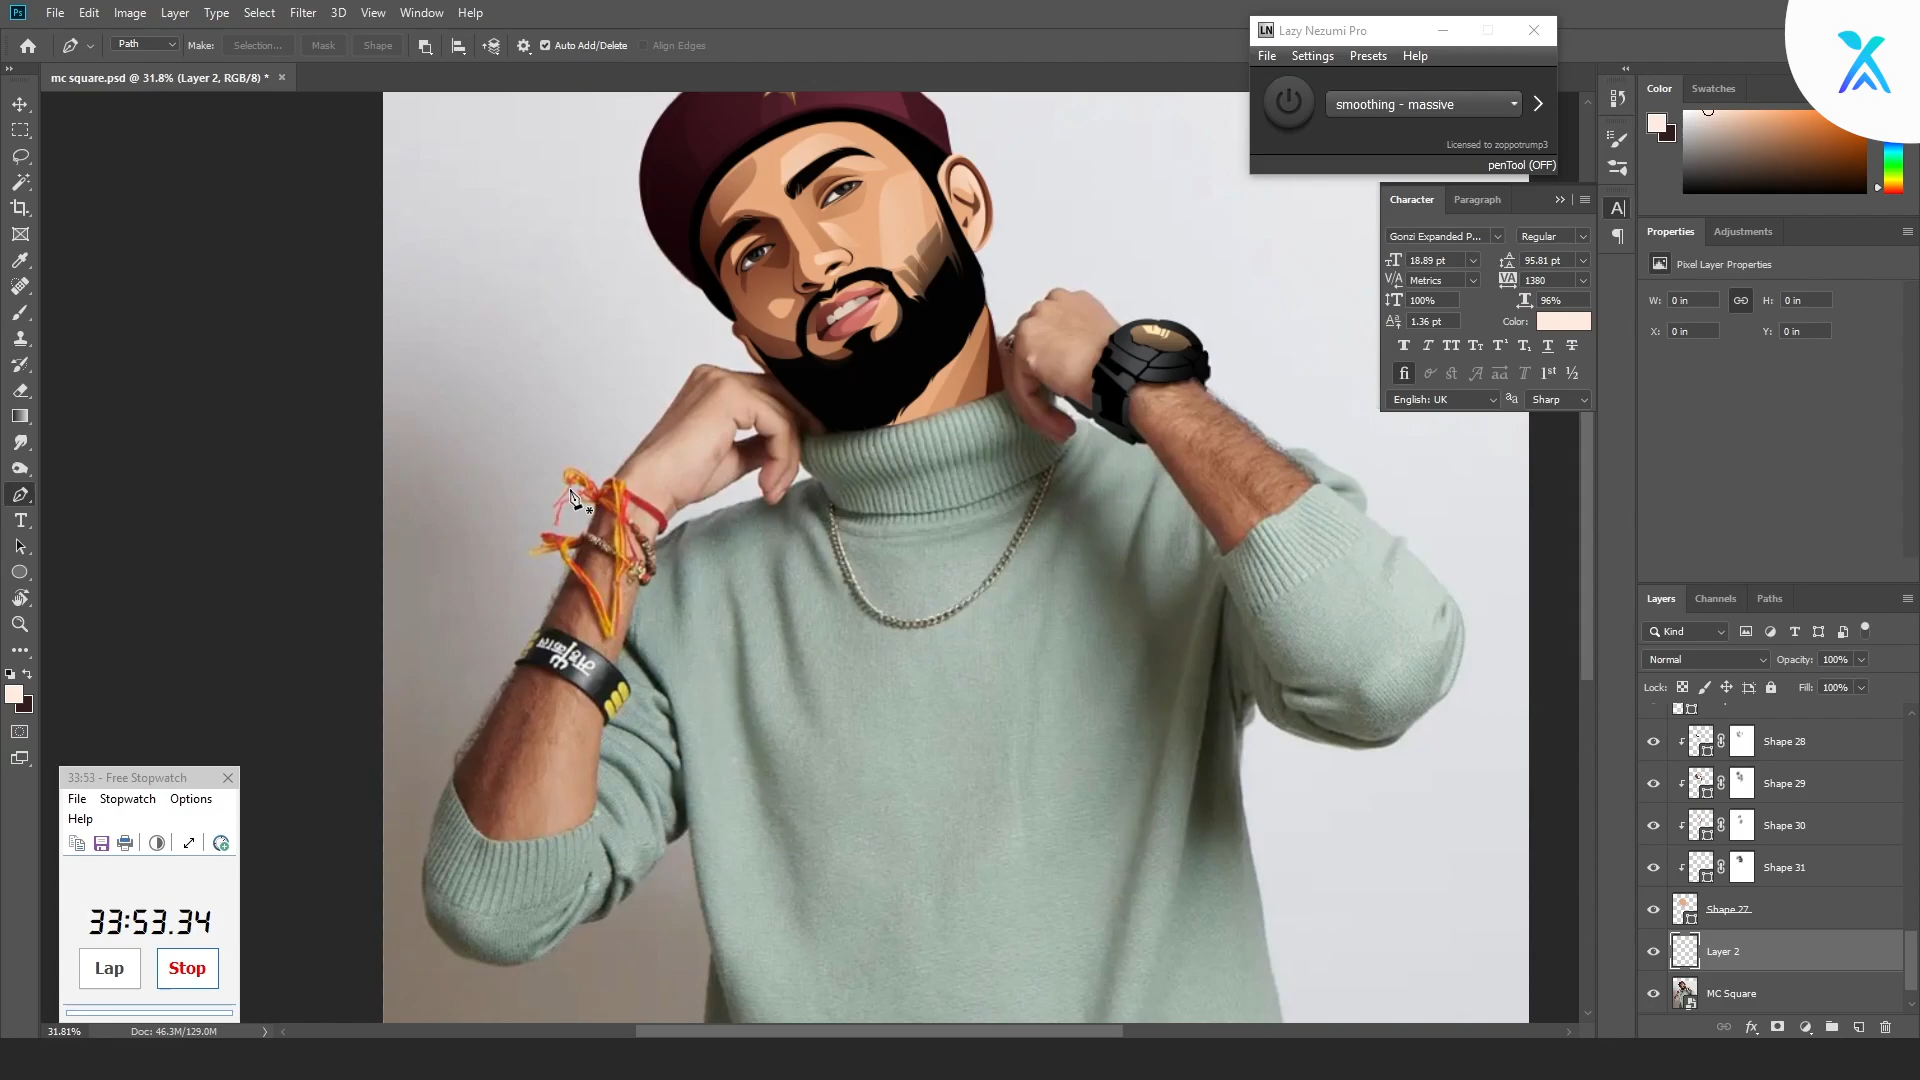 File Edit Image Layer Type Select Filter 3D View Window Help
Path Make: Selection... Mask Shape Auto Add/Delete Align Edges
mc square.psd @ 31.8% (Layer 2, RGB/8) *
LN Lazy Nezumi Pro
File Settings Presets Help
smoothing - massive
Licensed to zoppotrump3
penTool (OFF)
Color Swatches
Character Paragraph
Gonzi Expanded P... Regular
18.89 pt 95.81 pt
Metrics 1380
100% 96%
1.36 pt Color:
English: UK Sharp
Properties Adjustments
Pixel Layer Properties
W: 0 in H: 0 in
X: 0 in Y: 0 in
Layers Channels Paths
Kind
Normal Opacity: 100%
Lock: Fill: 100%
Shape 28
Shape 29
Shape 30
Shape 31
Shape 27
Layer 2
MC Square
33:53 - Free Stopwatch
File Stopwatch Options
Help
33:53.34
Lap Stop
31.81% Doc: 46.3M/129.0M